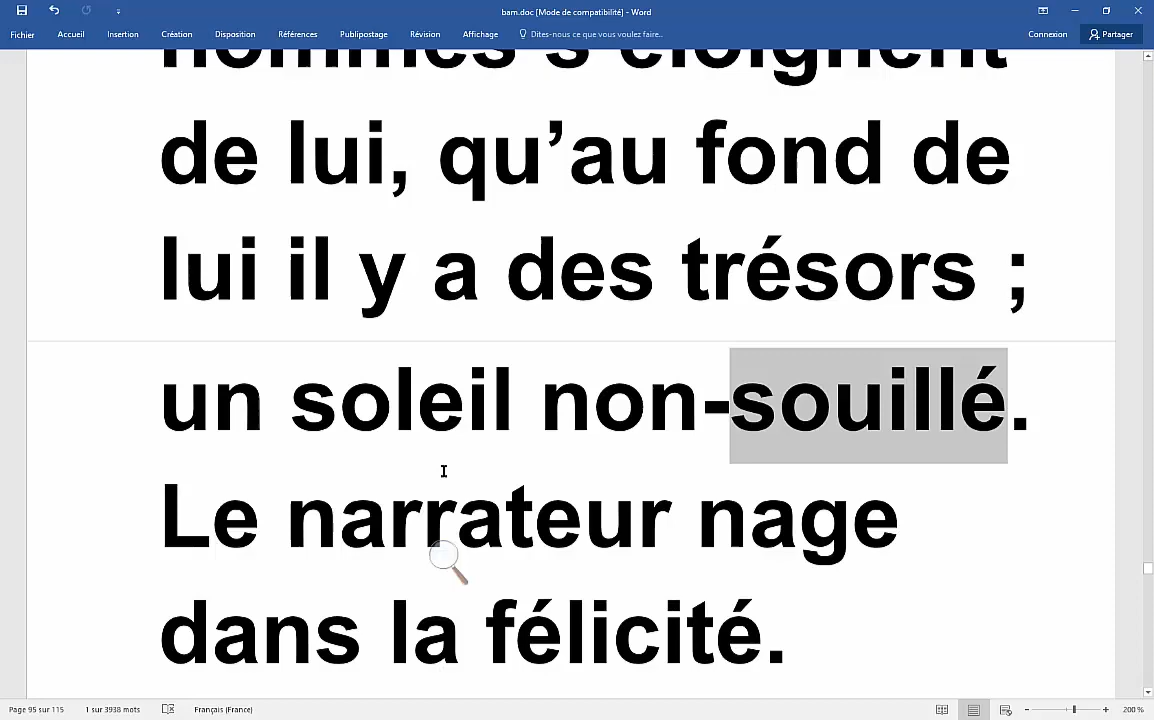 bam.doc [Mode de compatibilité] - Word
Fichier Accueil Insertion Création Disposition Références Publipostage Révision Affichage Dites-nous ce que vous voulez faire.. Connexion Partager
hommes s'éloignent
de lui, qu’au fond de
lui il y a des trésors ;
un soleil non-souillé.
Le narrateur nage
dans la félicité.
Page 95 sur 115 1 sur 3938 mots Français (France) 200 %